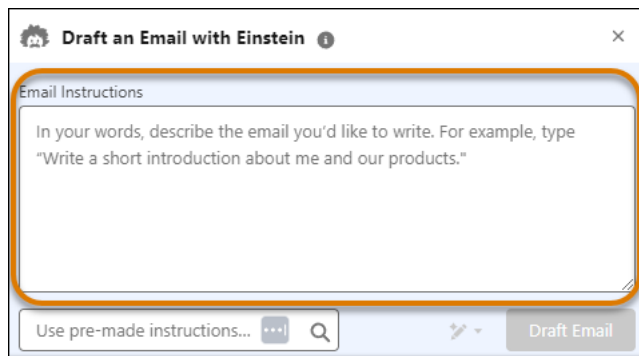 Draft an Email with Einstein
Email Instructions
In your words, describe the email you'd like to write. For example, type
“Write a short introduction about me and our products."
Use pre-made instructions...
Draft Email